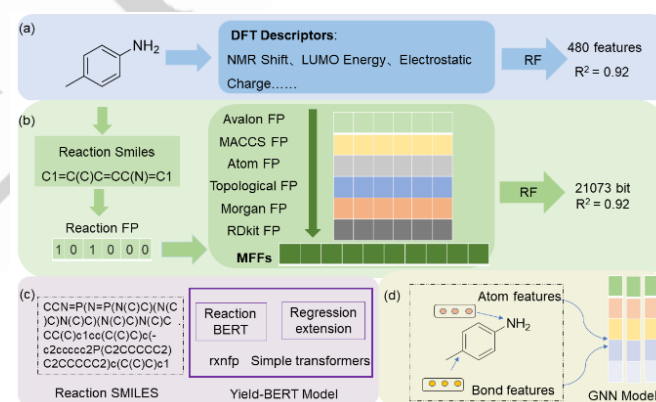 (a)
NH₂
DFT Descriptors:
NMR Shift、LUMO Energy、Electrostatic
Charge……
RF
480 features
R² = 0.92
(b)
Reaction Smiles
C1=C(C)C=CC(N)=C1
Reaction FP
1 0 1 0 0 0
Avalon FP
MACCS FP
Atom FP
Topological FP
Morgan FP
RDkit FP
MFFs
RF
21073 bit
R² = 0.92
(c)
CCN=P(N=P(N(C)C)(N(C
)C)N(C)C)(N(C)C)N(C)C .
CC(C)c1cc(C(C)C)c(-
c2ccccc2P(C2CCCCC2)
C2CCCCC2)c(C(C)C)c1
Reaction SMILES
Reaction
BERT
Regression
extension
rxnfp
Simple transformers
Yield-BERT Model
(d)
Atom features
NH₂
Bond features
GNN Model